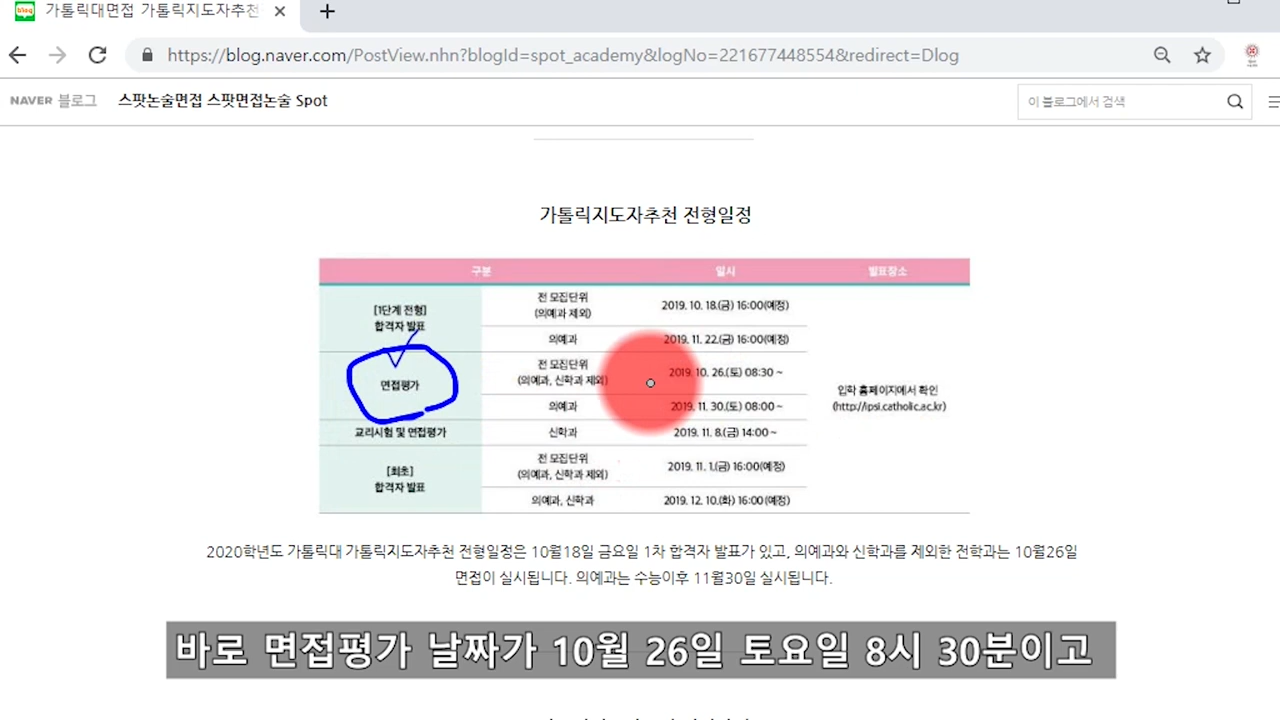 가톨릭대면접 가톨릭지도자추천
https://blog.naver.com/PostView.nhn?blogId=spot_academy&logNo=221677448554&redirect=Dlog
NAVER 블로그 스팟논술면접 스팟면접논술 Spot
이 블로그에서 검색
가톨릭지도자추천 전형일정
구분 일시 발표장소
[1단계 전형]
합격자 발표
전 모집단위
(의예과 제외)
2019. 10. 18.(금) 16:00(예정)
의예과 2019. 11. 22.(금) 16:00(예정)
면접평가
전 모집단위
(의예과, 신학과 제외)
2019. 10. 26.(토) 08:30 ~
의예과 2019. 11. 30.(토) 08:00 ~
입학 홈페이지에서 확인
(http://ipsi.catholic.ac.kr)
교리시험 및 면접평가 신학과 2019. 11. 8.(금) 14:00 ~
[최초]
합격자 발표
전 모집단위
(의예과, 신학과 제외)
2019. 11. 1.(금) 16:00(예정)
의예과, 신학과 2019. 12. 10.(화) 16:00(예정)
2020학년도 가톨릭대 가톨릭지도자추천 전형일정은 10월18일 금요일 1차 합격자 발표가 있고, 의예과와 신학과를 제외한 전학과는 10월26일
면접이 실시됩니다. 의예과는 수능이후 11월30일 실시됩니다.
바로 면접평가 날짜가 10월 26일 토요일 8시 30분이고